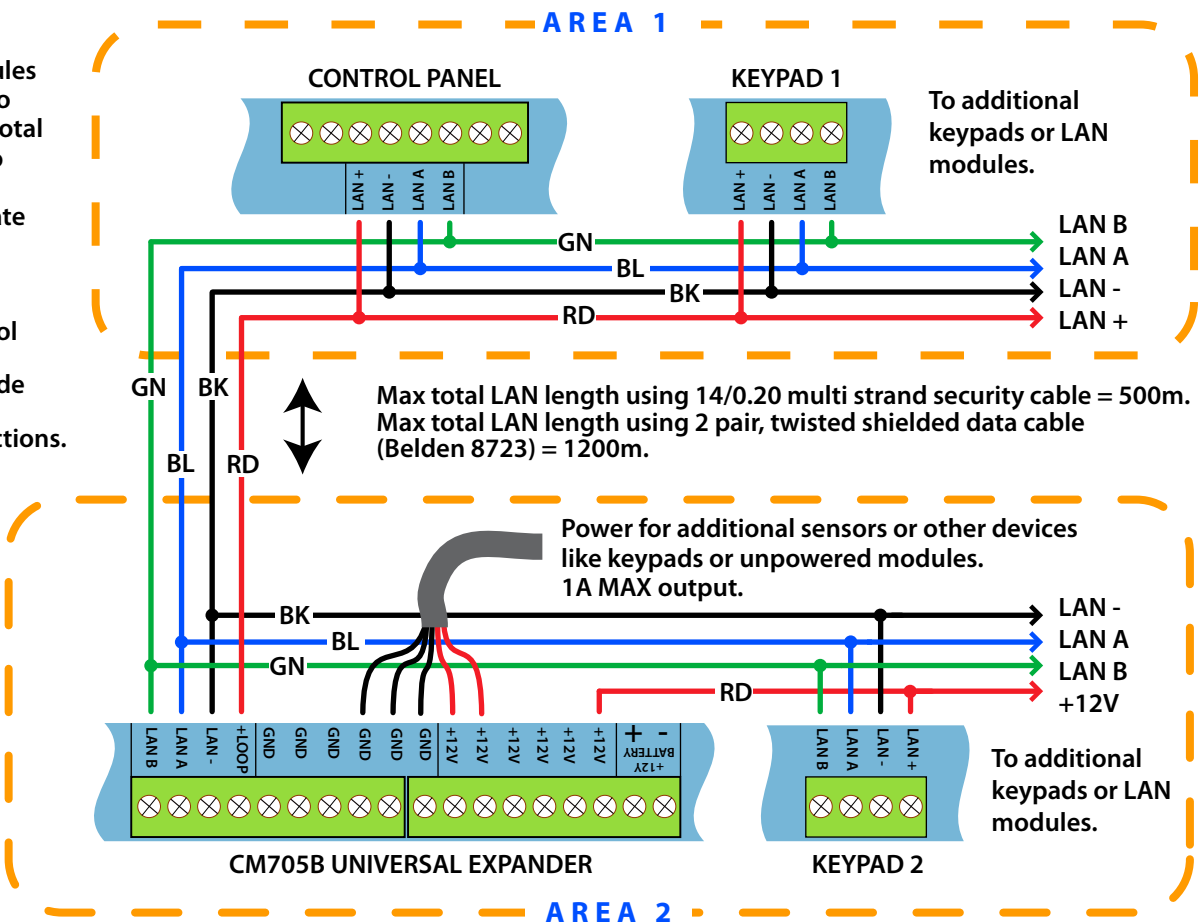 AREA 1
ules
o
otal
o
ate
ol
de
ctions.
CONTROL PANEL
KEYPAD 1
To additional
keypads or LAN
modules.
LAN +
LAN -
LAN A
LAN B
LAN +
LAN -
LAN A
LAN B
GN
BL
BK
RD
LAN B
LAN A
LAN -
LAN +
GN
BK
BL
RD
Max total LAN length using 14/0.20 multi strand security cable = 500m.
Max total LAN length using 2 pair, twisted shielded data cable
(Belden 8723) = 1200m.
Power for additional sensors or other devices
like keypads or unpowered modules.
1A MAX output.
BK
BL
GN
RD
LAN -
LAN A
LAN B
+12V
LAN B
LAN A
LAN -
+LOOP
GND
GND
GND
GND
GND
GND
+12V
+12V
+12V
+12V
+12V
+12V
+ -
+12V
BATTERY
LAN B
LAN A
LAN -
LAN +
To additional
keypads or LAN
modules.
CM705B UNIVERSAL EXPANDER
KEYPAD 2
AREA 2